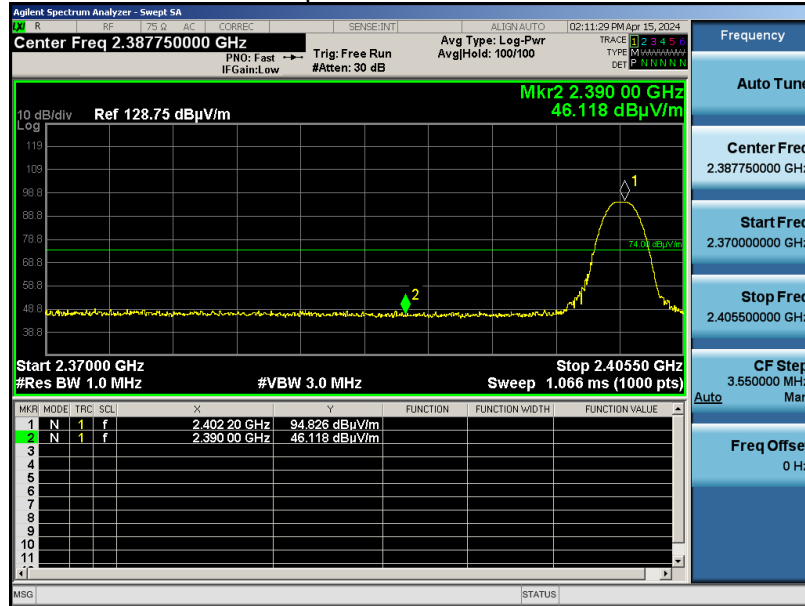 Agilent Spectrum Analyzer - Swept SA
LXI R RF 75 Ω AC CORREC SENSE:INT ALIGN AUTO 02:11:29 PM Apr 15, 2024
Center Freq 2.387750000 GHz
PNO: Fast
IFGain:Low
Trig: Free Run
#Atten: 30 dB
Avg Type: Log-Pwr
Avg|Hold: 100/100
TRACE 1 2 3 4 5 6
TYPE M
DET P N N N N N
Mkr2 2.390 00 GHz
46.118 dBµV/m
10 dB/div Ref 128.75 dBµV/m
Log
119
109
98.8
88.8
78.8
68.8
58.8
48.8
38.8
1
2
74.00 dBµV/m
Start 2.37000 GHz Stop 2.40550 GHz
#Res BW 1.0 MHz #VBW 3.0 MHz Sweep 1.066 ms (1000 pts)
MKR MODE TRC SCL X Y FUNCTION FUNCTION WIDTH FUNCTION VALUE
1 N 1 f 2.402 20 GHz 94.826 dBµV/m
2 N 1 f 2.390 00 GHz 46.118 dBµV/m
3
4
5
6
7
8
9
10
11
MSG STATUS
Frequency
Auto Tune
Center Freq
2.387750000 GHz
Start Freq
2.370000000 GHz
Stop Freq
2.405500000 GHz
CF Step
3.550000 MHz
Auto Man
Freq Offset
0 Hz